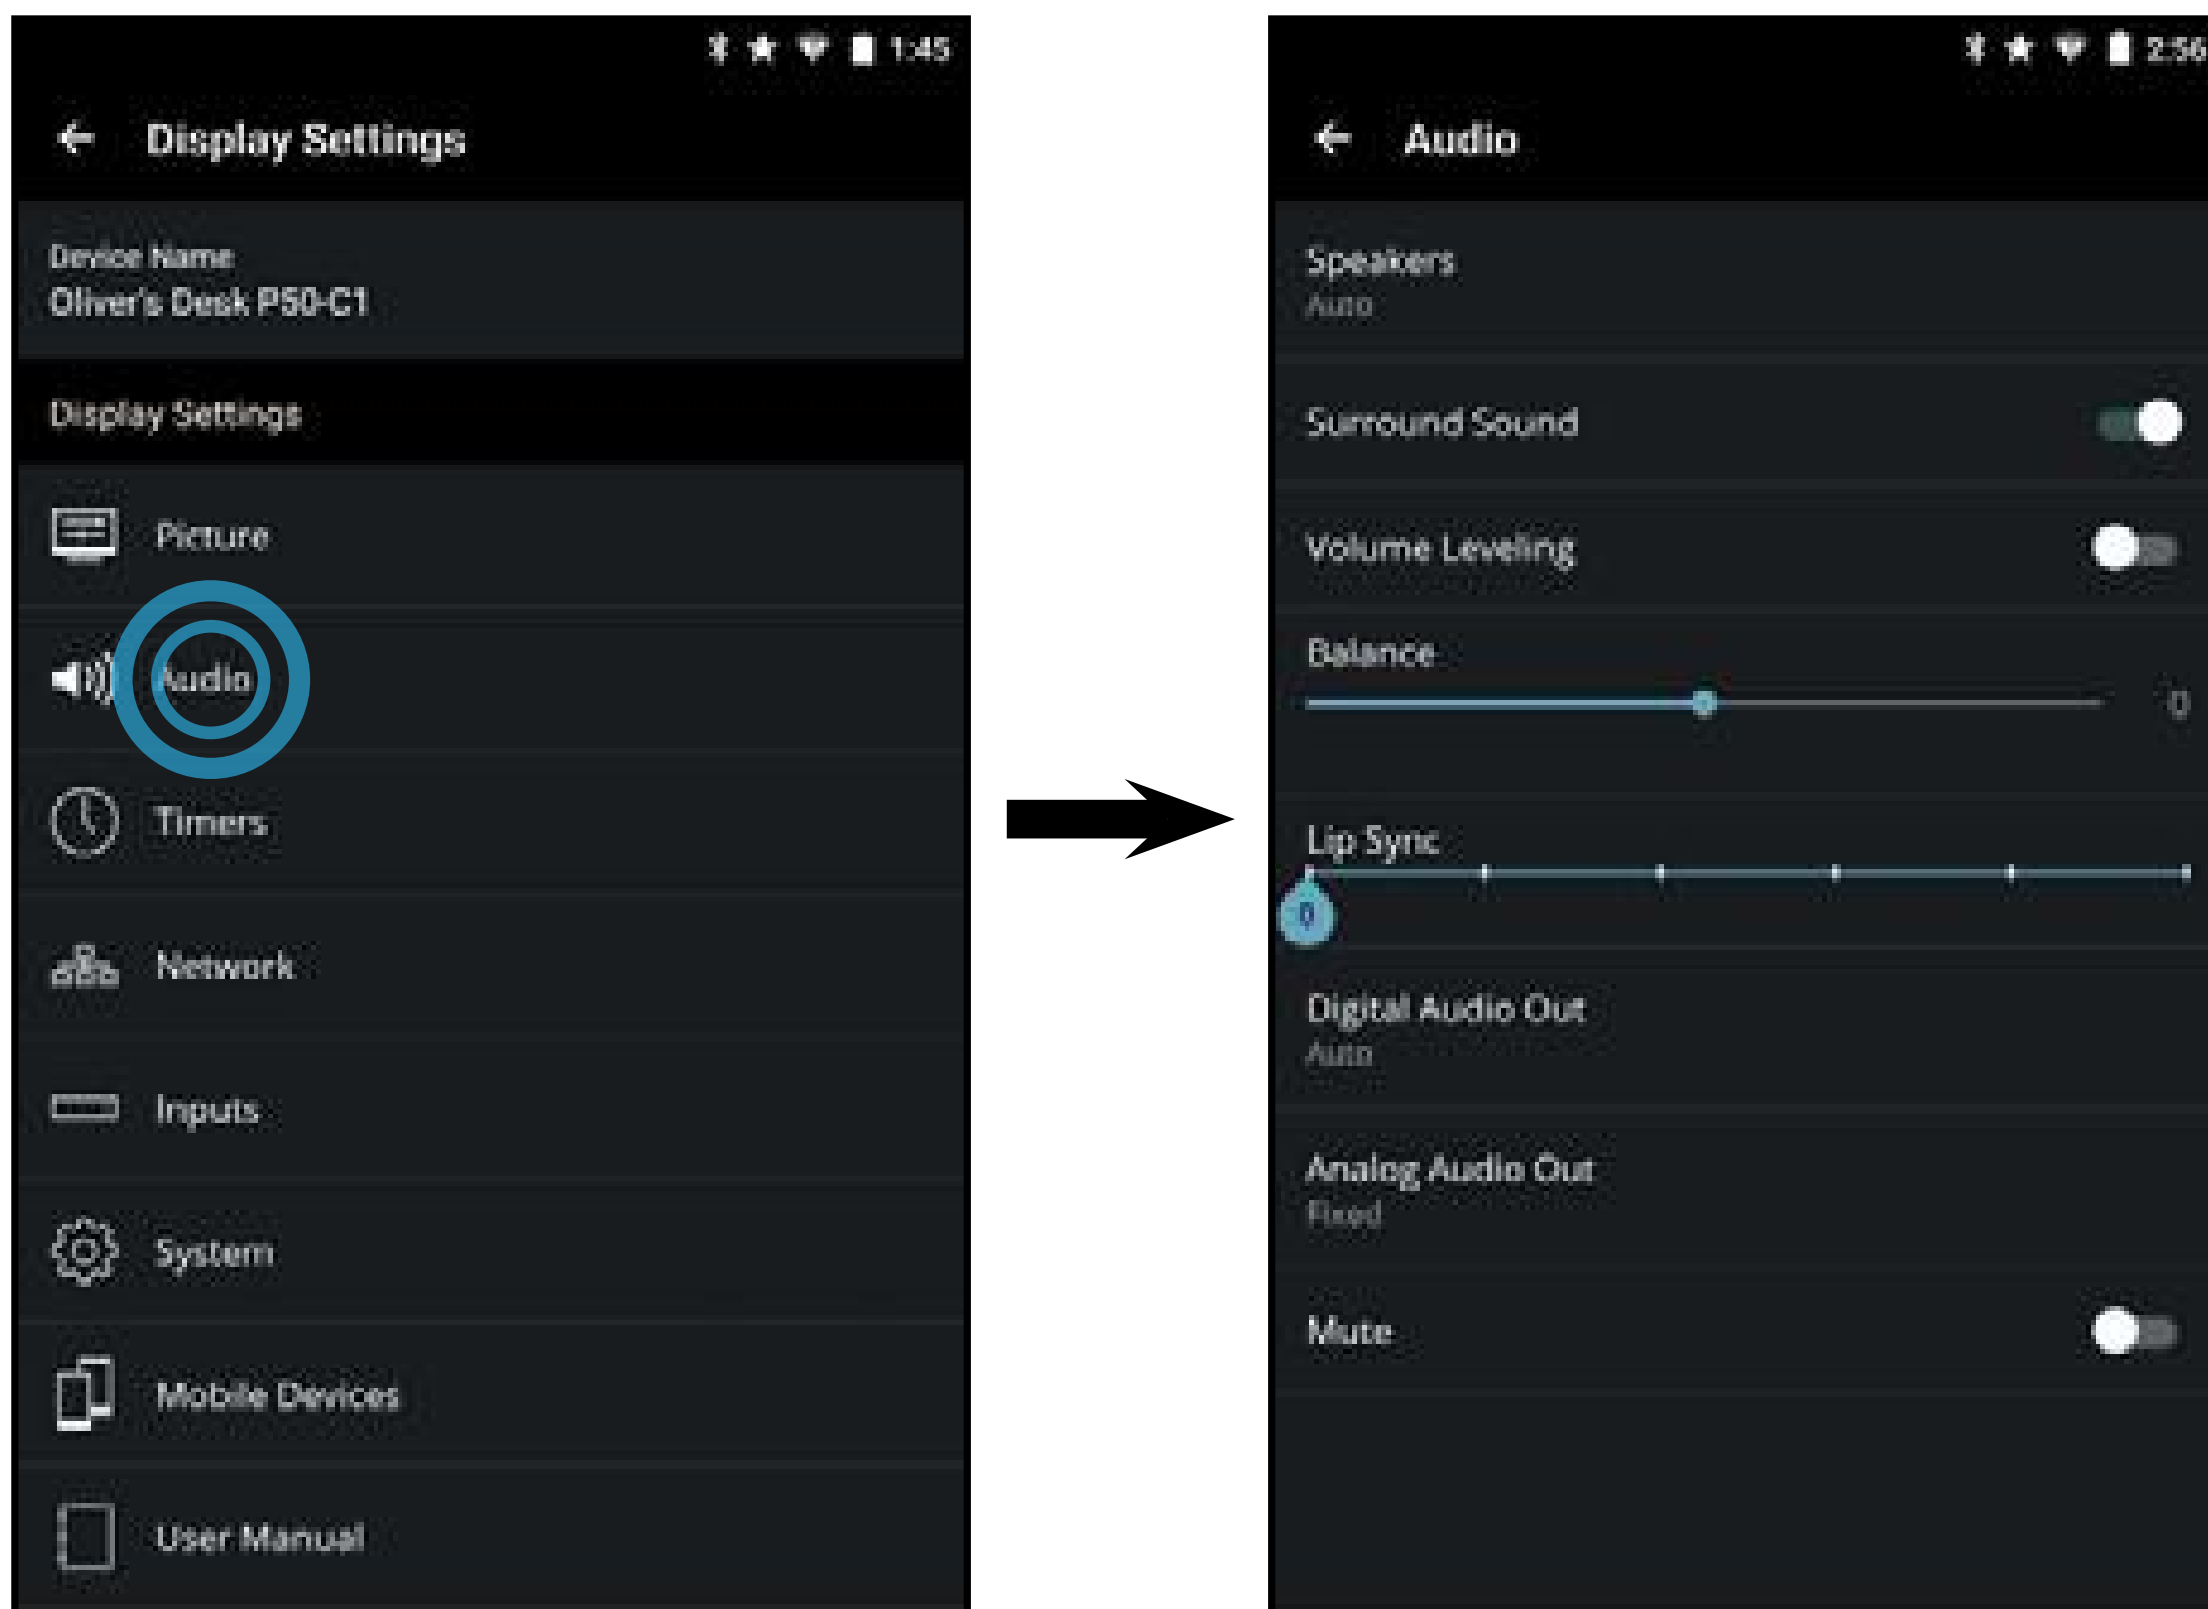 1:45
Display Settings
Device Name
Oliver's Desk P50-C1
Display Settings
Picture
Audio
Timers
Network
Inputs
System
Mobile Devices
User Manual
2:56
Audio
Speakers
Auto
Surround Sound
Volume Leveling
Balance
0
Lip Sync
0
Digital Audio Out
Auto
Analog Audio Out
Fixed
Mute